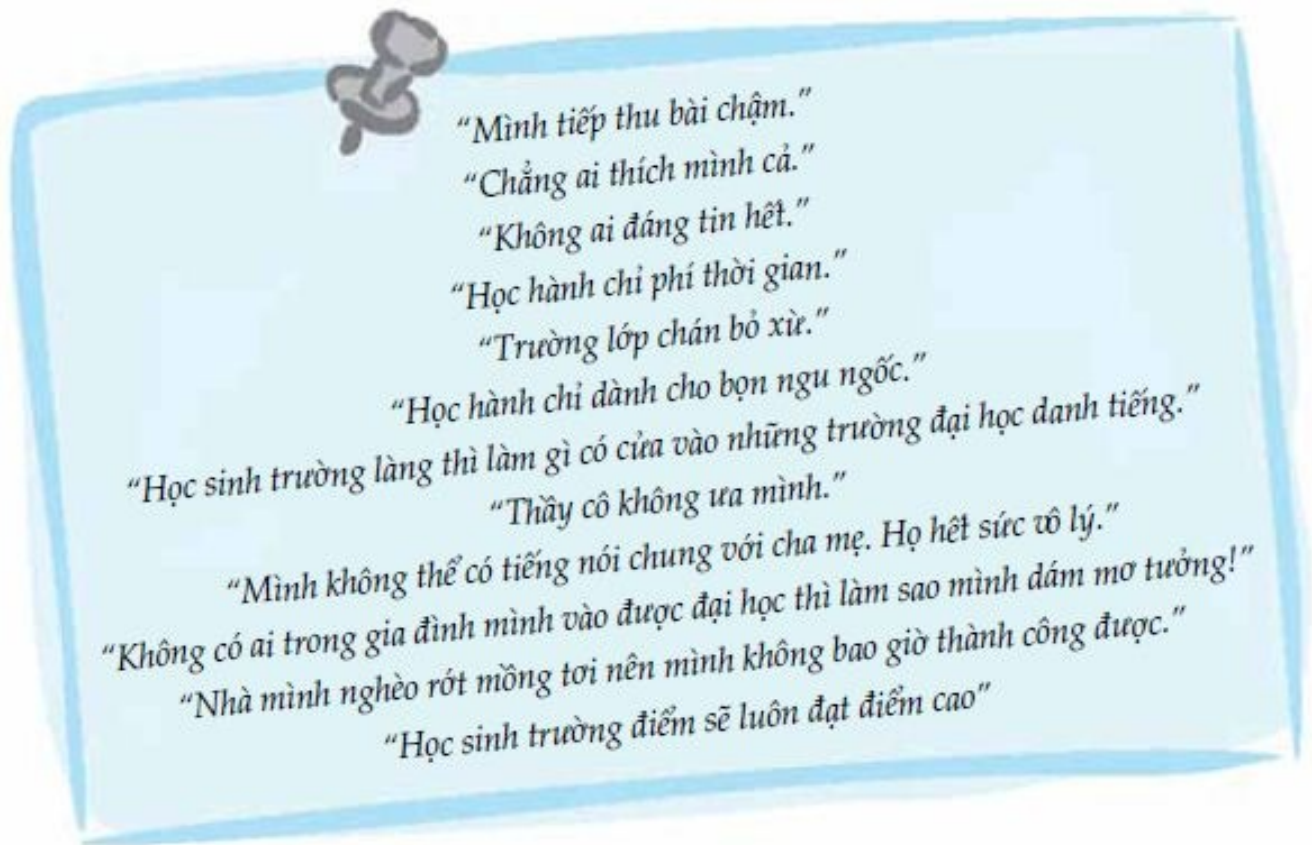 “Mình tiếp thu bài chậm.”
“Chẳng ai thích mình cả.”
“Không ai đáng tin hết.”
“Học hành chỉ phí thời gian.”
“Trường lớp chán bỏ xừ.”
“Học hành chỉ dành cho bọn ngu ngốc.”
“Học sinh trường làng thì làm gì có cửa vào những trường đại học danh tiếng.”
“Thầy cô không ưa mình.”
“Mình không thể có tiếng nói chung với cha mẹ. Họ hết sức vô lý.”
“Không có ai trong gia đình mình vào được đại học thì làm sao mình dám mơ tưởng!”
“Nhà mình nghèo rớt mồng tơi nên mình không bao giờ thành công được.”
“Học sinh trường điểm sẽ luôn đạt điểm cao”